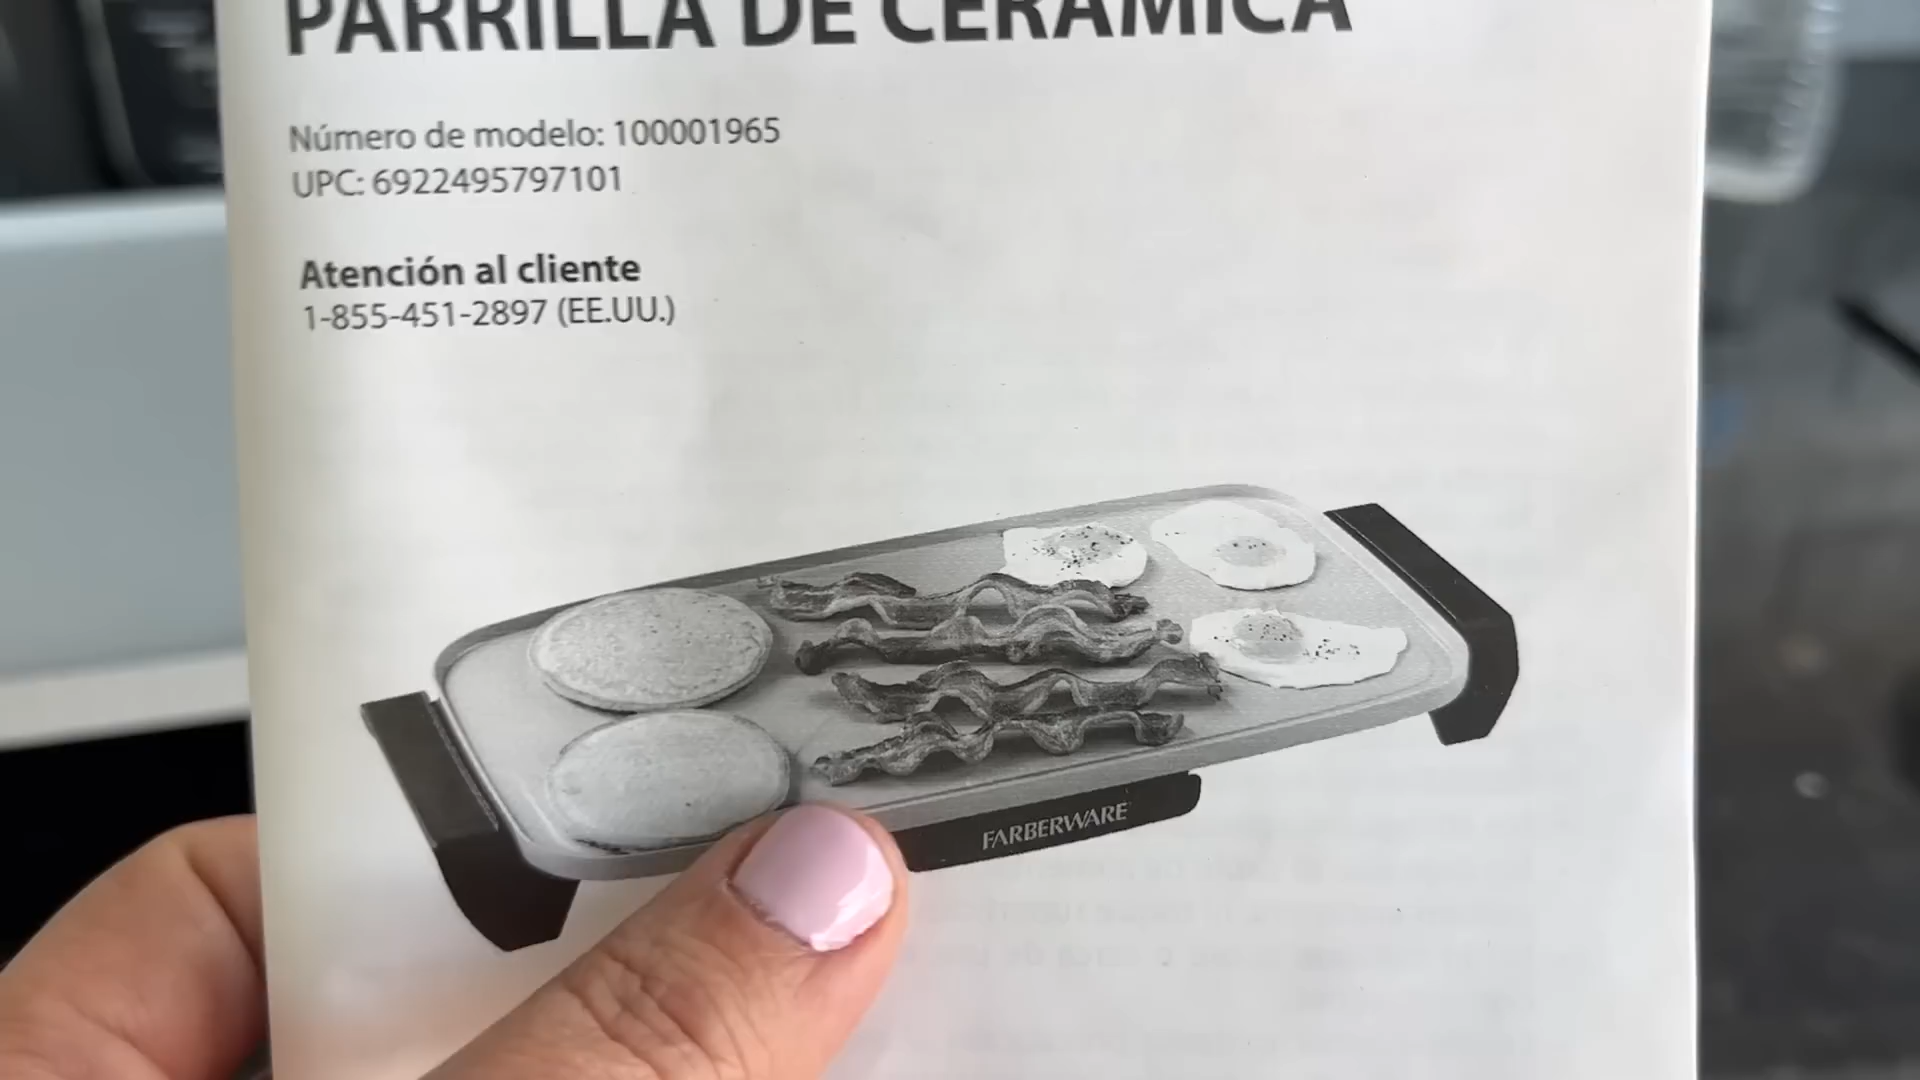 PARRILLA DE CERÁMICA
Número de modelo: 100001965
UPC: 6922495797101
Atención al cliente
1-855-451-2897 (EE.UU.)
FARBERWARE